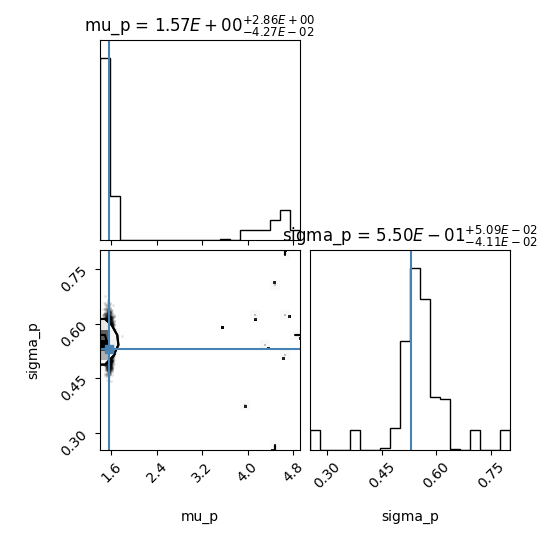 mu_p = 1.57E + 00+2.86E + 00
−4.27E − 02
sigma_p = 5.50E − 01+5.09E − 02
−4.11E − 02
0.75
0.60
0.45
0.30
sigma_p
1.6 2.4 3.2 4.0 4.8
mu_p
0.30 0.45 0.60 0.75
sigma_p